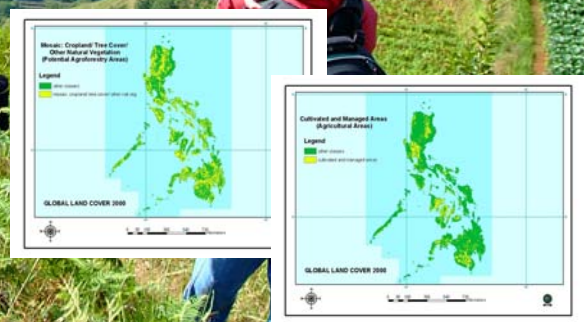 Mosaic: Cropland/ Tree Cover/
Other Natural Vegetation
(Potential Agroforestry Areas)
Legend
other classes
GLOBAL LAND COVER 2000
Cultivated and Managed Areas
(Agricultural Areas)
Legend
other classes
cultivated and managed areas
GLOBAL LAND COVER 2000